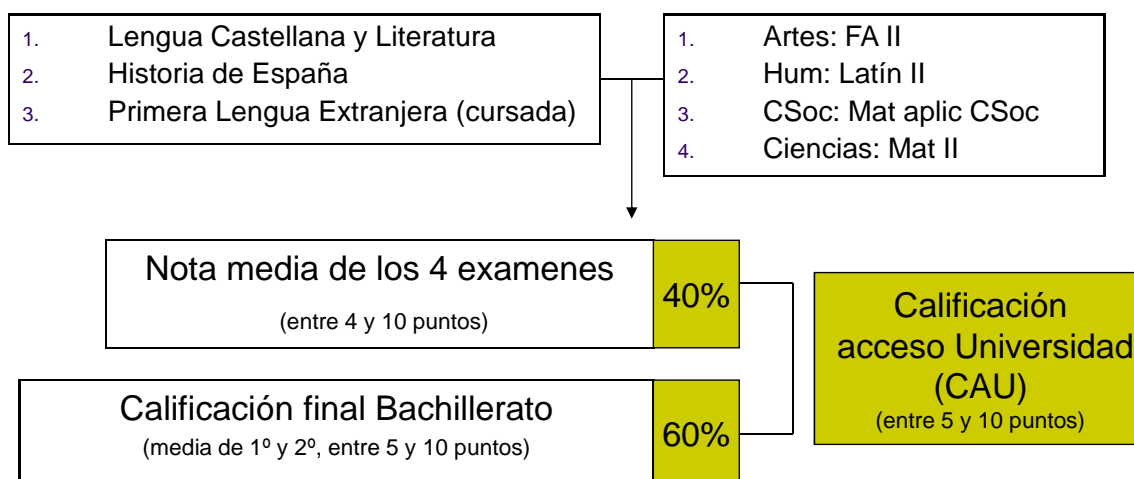 1. Lengua Castellana y Literatura
2. Historia de España
3. Primera Lengua Extranjera (cursada)
1. Artes: FA II
2. Hum: Latín II
3. CSoc: Mat aplic CSoc
4. Ciencias: Mat II
Nota media de los 4 examenes
(entre 4 y 10 puntos)
40%
Calificación final Bachillerato
(media de 1º y 2º, entre 5 y 10 puntos)
60%
Calificación
acceso Universidad
(CAU)
(entre 5 y 10 puntos)